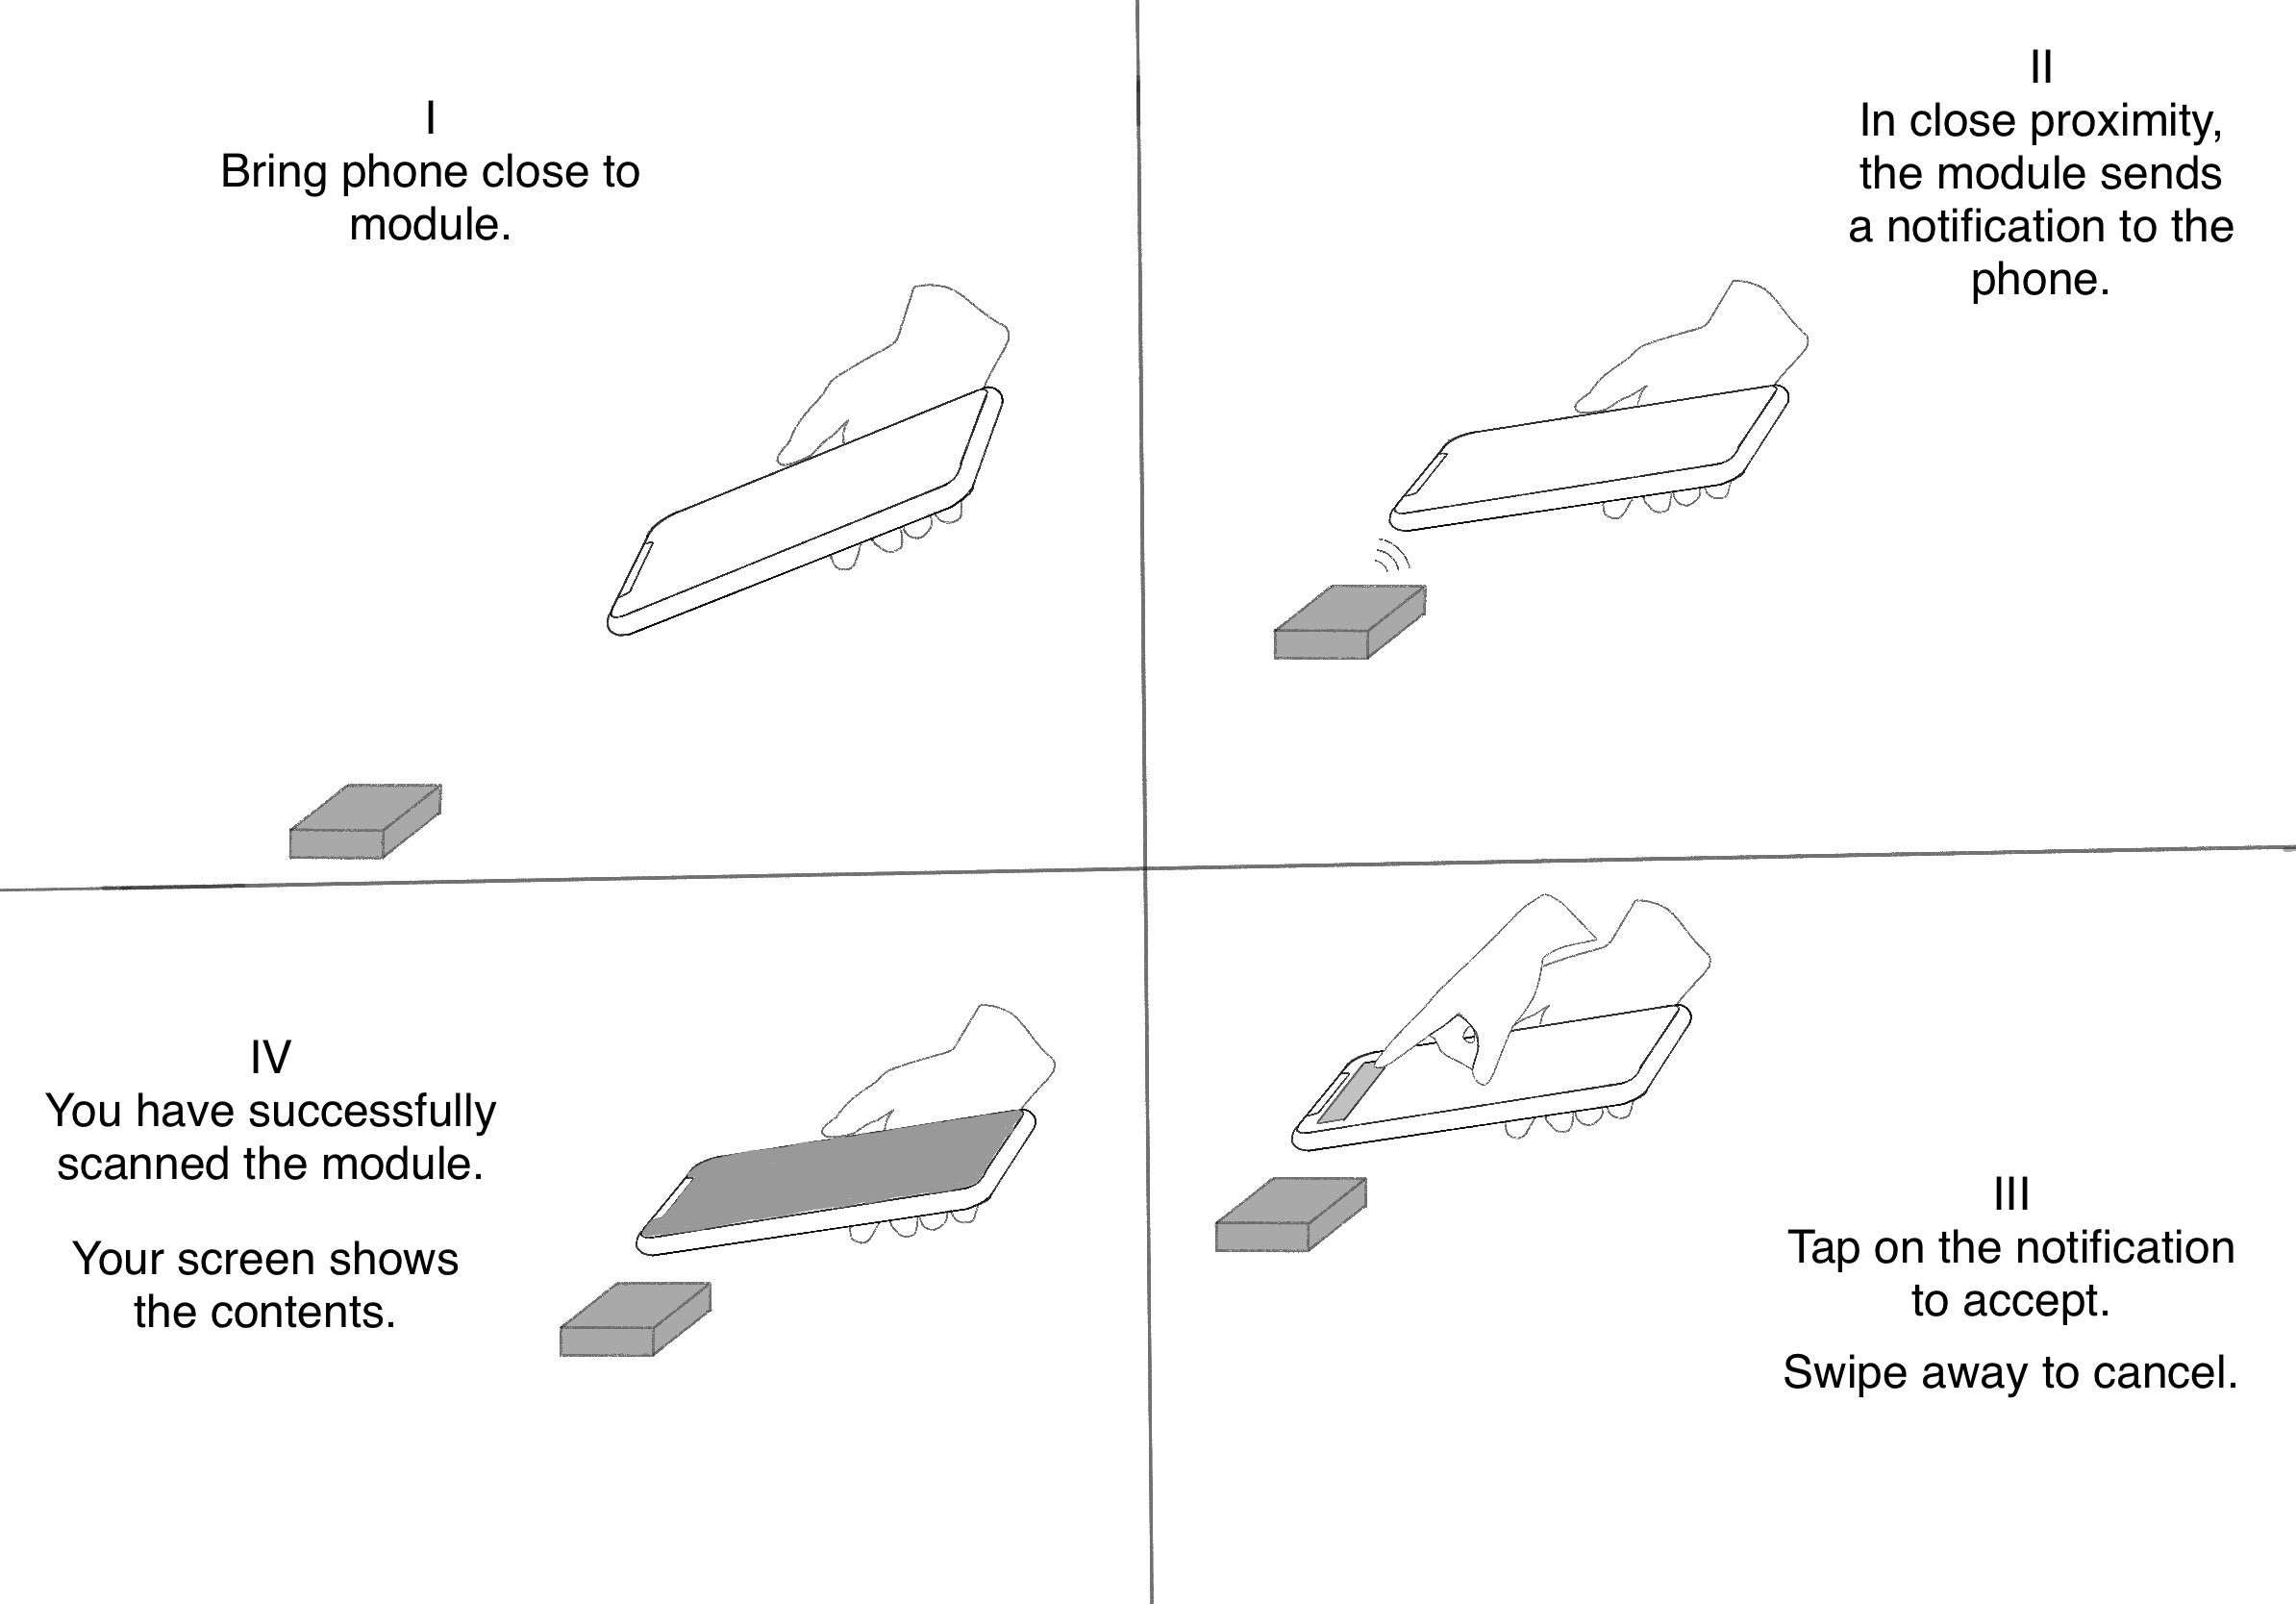 I
Bring phone close to
module.
II
In close proximity,
the module sends
a notification to the
phone.
III
Tap on the notification
to accept.
Swipe away to cancel.
IV
You have successfully
scanned the module.
Your screen shows
the contents.